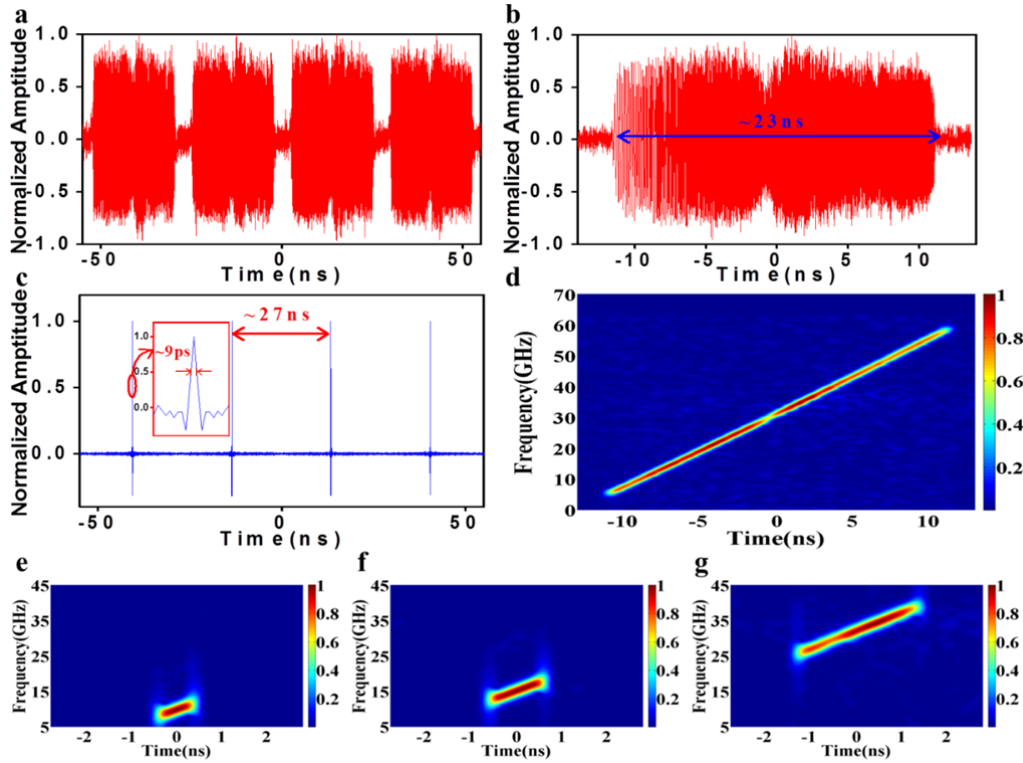 a
1.0
0.5
0.0
-0.5
-1.0
Normalized Amptitude
-50 0 50
Time(ns)
b
1.0
0.5
0.0
-0.5
-1.0
Normalized Amptitude
~23ns
-10 -5 0 5 10
Time(ns)
c
1.0
0.5
0.0
Normalized Amptitude
~27ns
~9ps
1.0
0.5
0.0
-50 0 50
Time(ns)
d
70
60
50
40
30
20
10
0
Frequency(GHz)
-10 -5 0 5 10
Time(ns)
1
0.8
0.6
0.4
0.2
e
45
35
25
15
5
Frequency(GHz)
-2 -1 0 1 2
Time(ns)
1
0.8
0.6
0.4
0.2
f
45
35
25
15
5
Frequency(GHz)
-2 -1 0 1 2
Time(ns)
1
0.8
0.6
0.4
0.2
g
45
35
25
15
5
Frequency(GHz)
-2 -1 0 1 2
Time(ns)
1
0.8
0.6
0.4
0.2